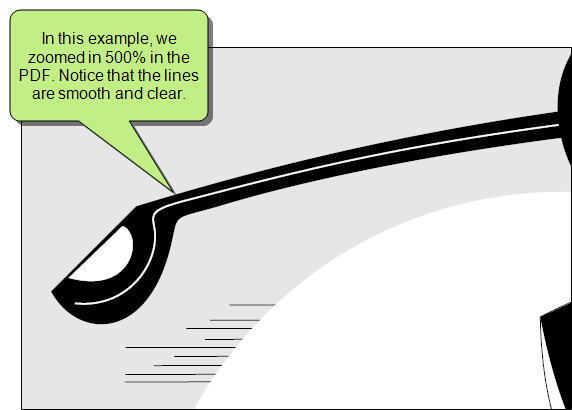 In this example, we
zoomed in 500% in the
PDF. Notice that the lines
are smooth and clear.